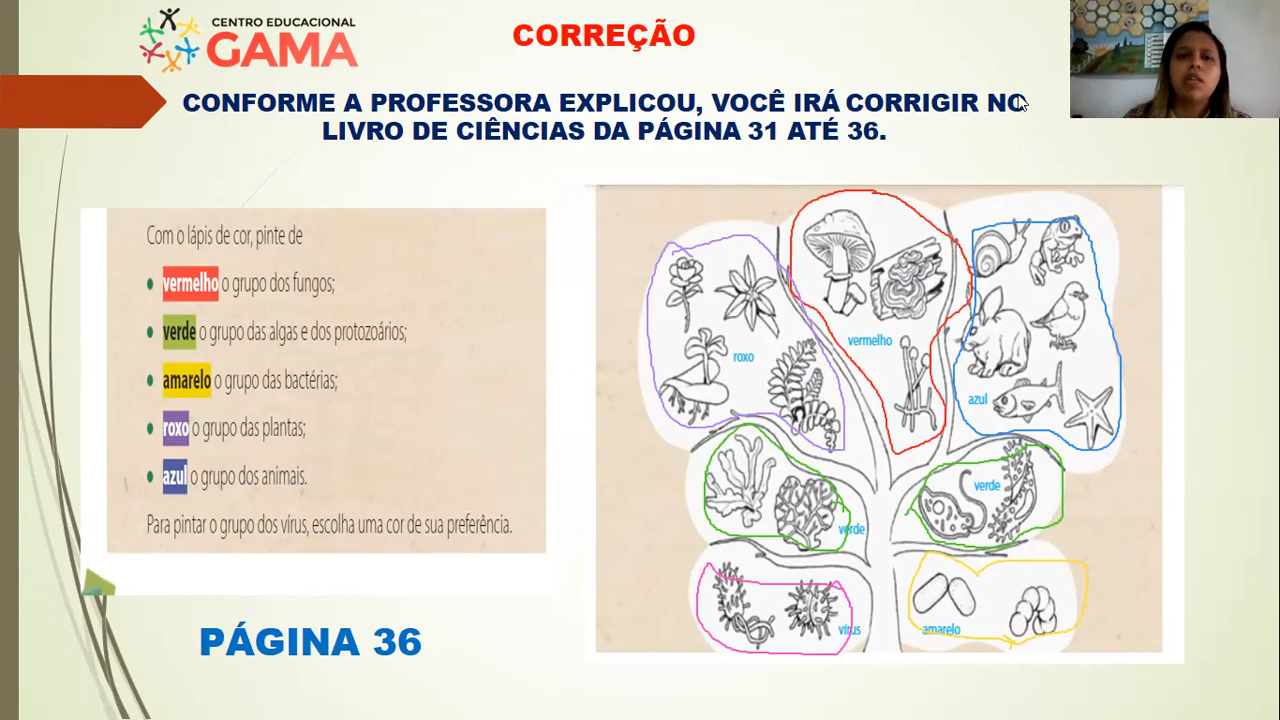 CENTRO EDUCACIONAL
GAMA
CORREÇÃO
CONFORME A PROFESSORA EXPLICOU, VOCÊ IRÁ CORRIGIR NO
LIVRO DE CIÊNCIAS DA PÁGINA 31 ATÉ 36.
Com o lápis de cor, pinte de
• vermelho o grupo dos fungos;
• verde o grupo das algas e dos protozoários;
• amarelo o grupo das bactérias;
• roxo o grupo das plantas;
• azul o grupo dos animais.
Para pintar o grupo dos vírus, escolha uma cor de sua preferência.
PÁGINA 36
roxo
vermelho
azul
verde
verde
vírus
amarelo